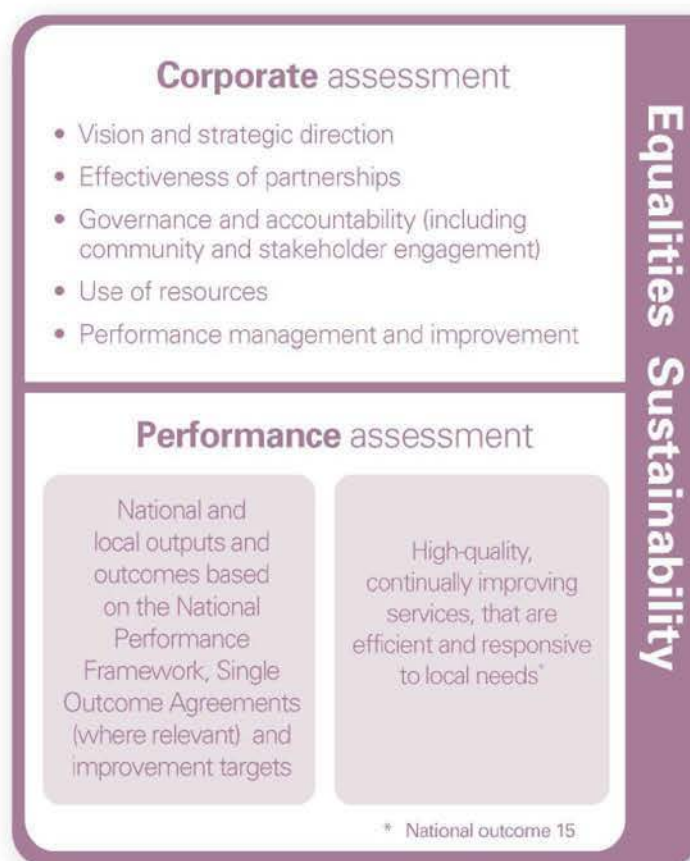 Corporate assessment
• Vision and strategic direction
• Effectiveness of partnerships
• Governance and accountability (including
community and stakeholder engagement)
• Use of resources
• Performance management and improvement
Performance assessment
National and
local outputs and
outcomes based
on the National
Performance
Framework, Single
Outcome Agreements
(where relevant) and
improvement targets
High-quality,
continually improving
services, that are
efficient and responsive
to local needs*
* National outcome 15
Equalities Sustainability